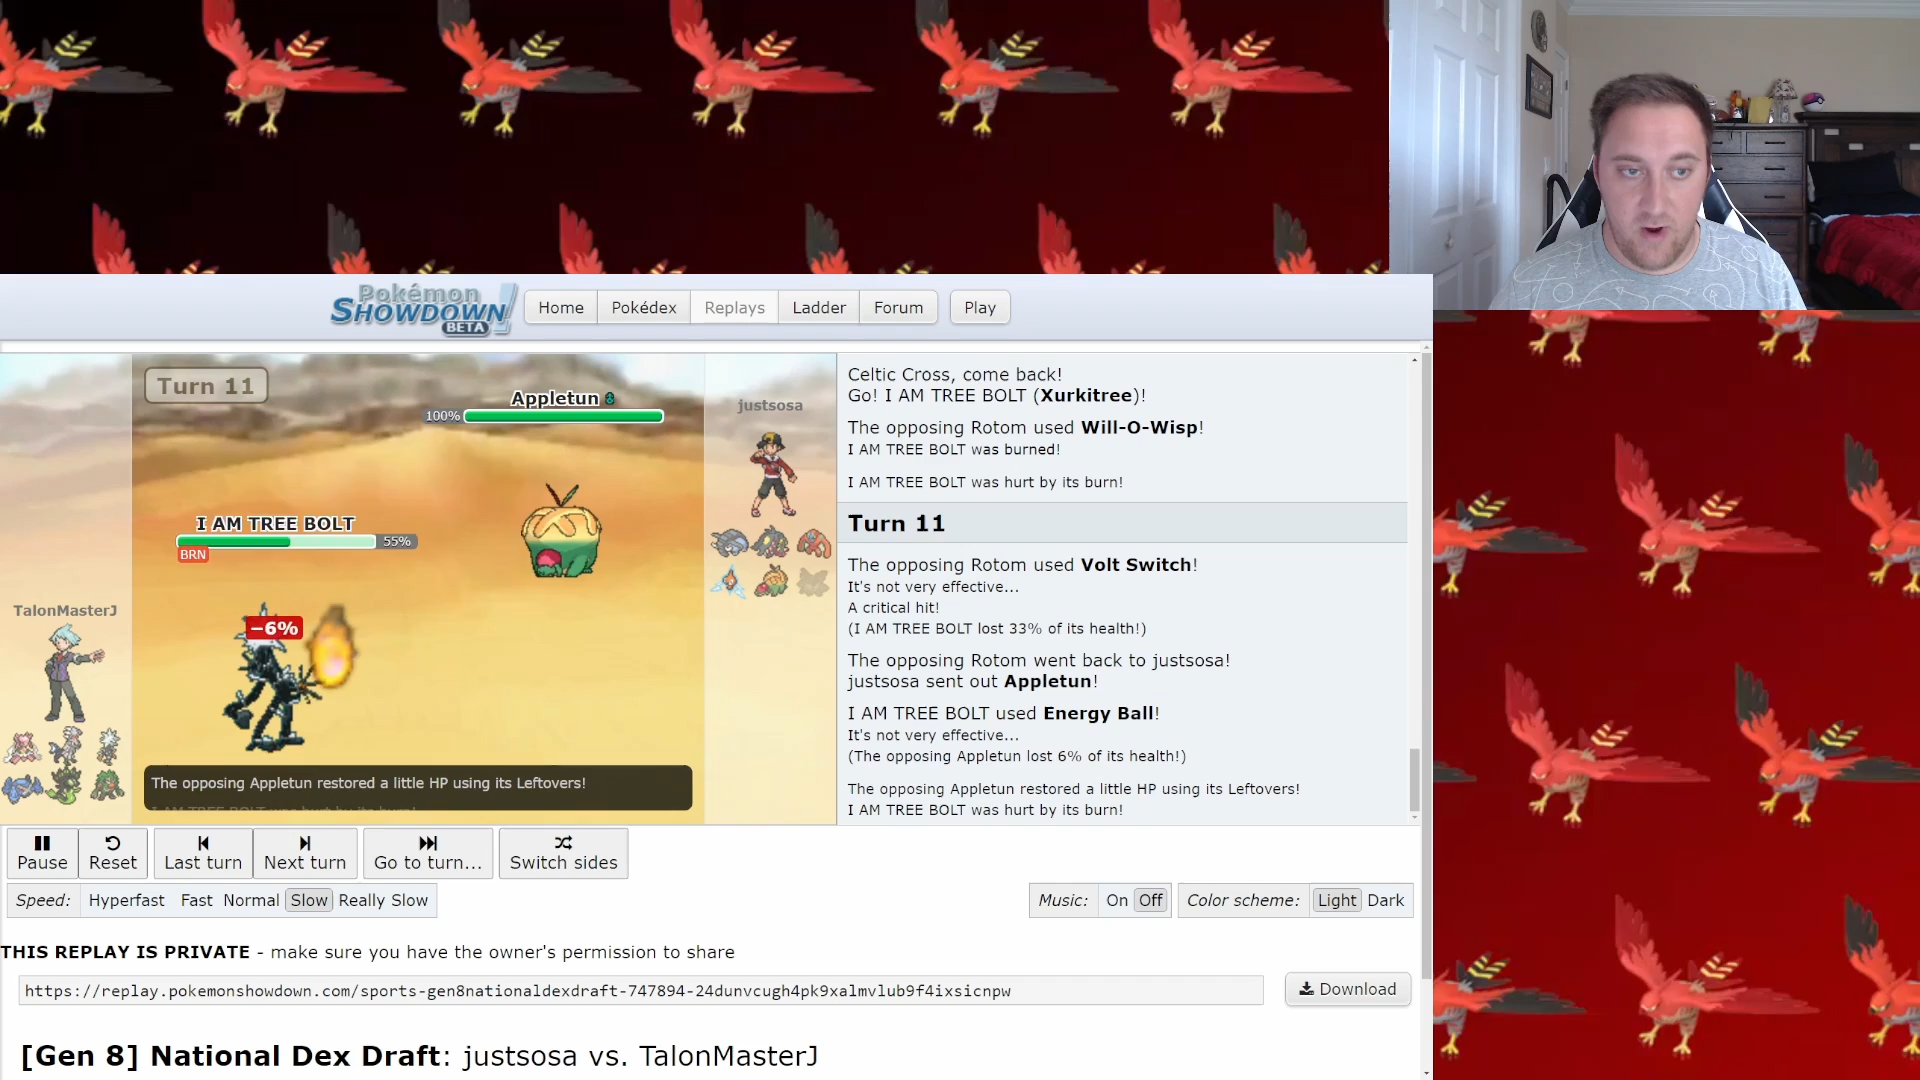 Pokémon
SHOWDOWN!
BETA
Home
Pokédex
Replays
Ladder
Forum
Play
Turn 11
Appletun
100%
justsosa
I AM TREE BOLT
55%
BRN
TalonMasterJ
−6%
The opposing Appletun restored a little HP using its Leftovers!
I AM TREE BOLT was hurt by its burn!
Celtic Cross, come back!
Go! I AM TREE BOLT (Xurkitree)!
The opposing Rotom used Will-O-Wisp!
I AM TREE BOLT was burned!
I AM TREE BOLT was hurt by its burn!
Turn 11
The opposing Rotom used Volt Switch!
It's not very effective...
A critical hit!
(I AM TREE BOLT lost 33% of its health!)
The opposing Rotom went back to justsosa!
justsosa sent out Appletun!
I AM TREE BOLT used Energy Ball!
It's not very effective...
(The opposing Appletun lost 6% of its health!)
The opposing Appletun restored a little HP using its Leftovers!
I AM TREE BOLT was hurt by its burn!
Pause
Reset
Last turn
Next turn
Go to turn...
Switch sides
Speed: Hyperfast Fast Normal Slow Really Slow
Music: On Off
Color scheme: Light Dark
THIS REPLAY IS PRIVATE - make sure you have the owner's permission to share
https://replay.pokemonshowdown.com/sports-gen8nationaldexdraft-747894-24dunvcugh4pk9xalmvlub9f4ixsicnpw
Download
[Gen 8] National Dex Draft: justsosa vs. TalonMasterJ